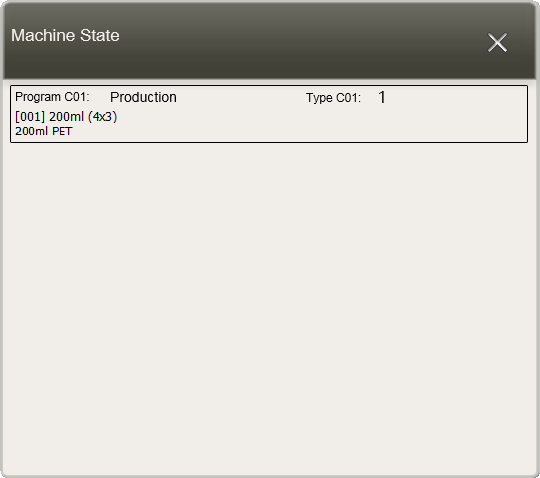 Machine State
Program C01: Production Type C01: 1
[001] 200ml (4x3)
200ml PET